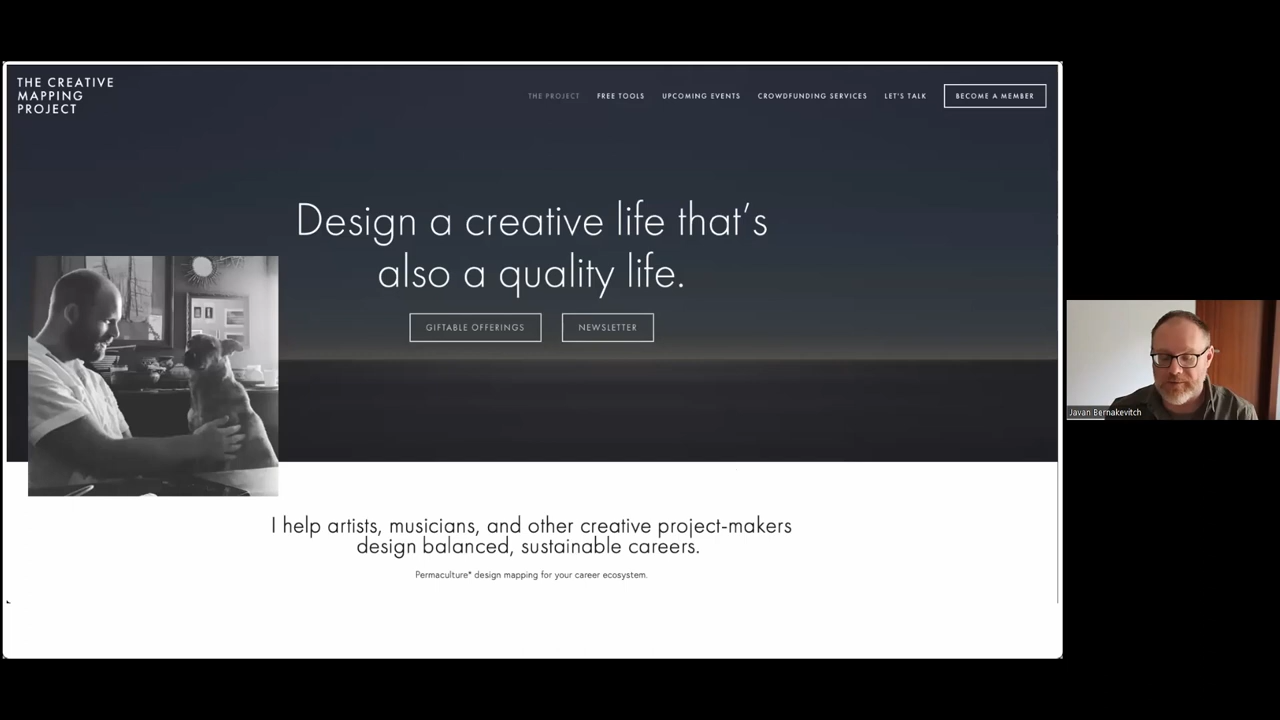 THE CREATIVE
MAPPING
PROJECT
THE PROJECT
FREE TOOLS
UPCOMING EVENTS
CROWDFUNDING SERVICES
LET'S TALK
BECOME A MEMBER
Design a creative life that's
also a quality life.
GIFTABLE OFFERINGS
NEWSLETTER
I help artists, musicians, and other creative project-makers
design balanced, sustainable careers.
Permaculture* design mapping for your career ecosystem.
Javan Bernakevitch